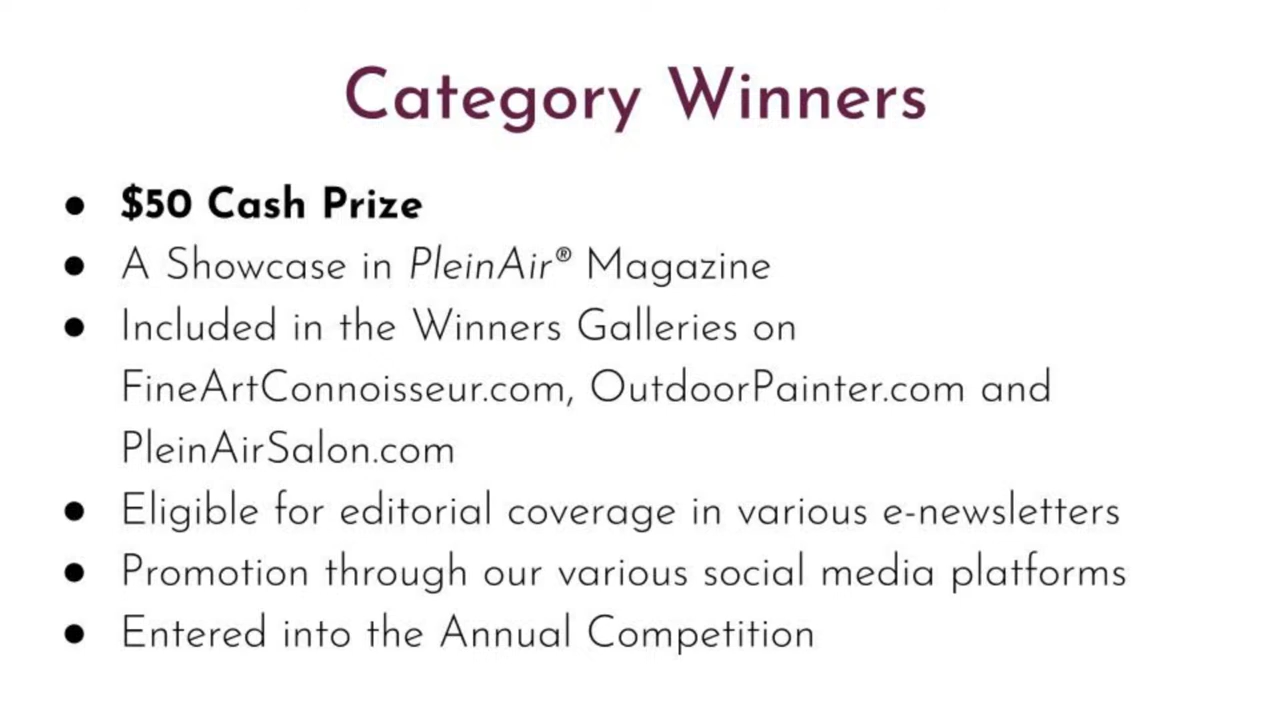 Category Winners
● $50 Cash Prize
● A Showcase in PleinAir® Magazine
● Included in the Winners Galleries on
FineArtConnoisseur.com, OutdoorPainter.com and
PleinAirSalon.com
● Eligible for editorial coverage in various e-newsletters
● Promotion through our various social media platforms
● Entered into the Annual Competition